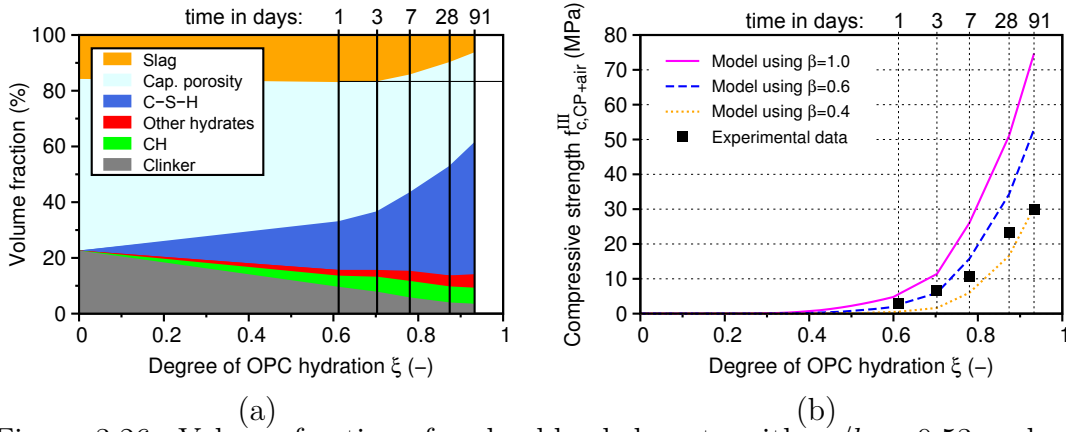 time in days: 1 3 7 28 91
100
80
60
40
20
0
Volume fraction (%)
Slag
Cap. porosity
C−S−H
Other hydrates
CH
Clinker
0 0.2 0.4 0.6 0.8 1
Degree of OPC hydration ξ (−)
(a)
time in days: 1 3 7 28 91
80
70
60
50
40
30
20
10
0
Compressive strength f^III_c,CP+air (MPa)
Model using β=1.0
Model using β=0.6
Model using β=0.4
Experimental data
0 0.2 0.4 0.6 0.8 1
Degree of OPC hydration ξ (−)
(b)